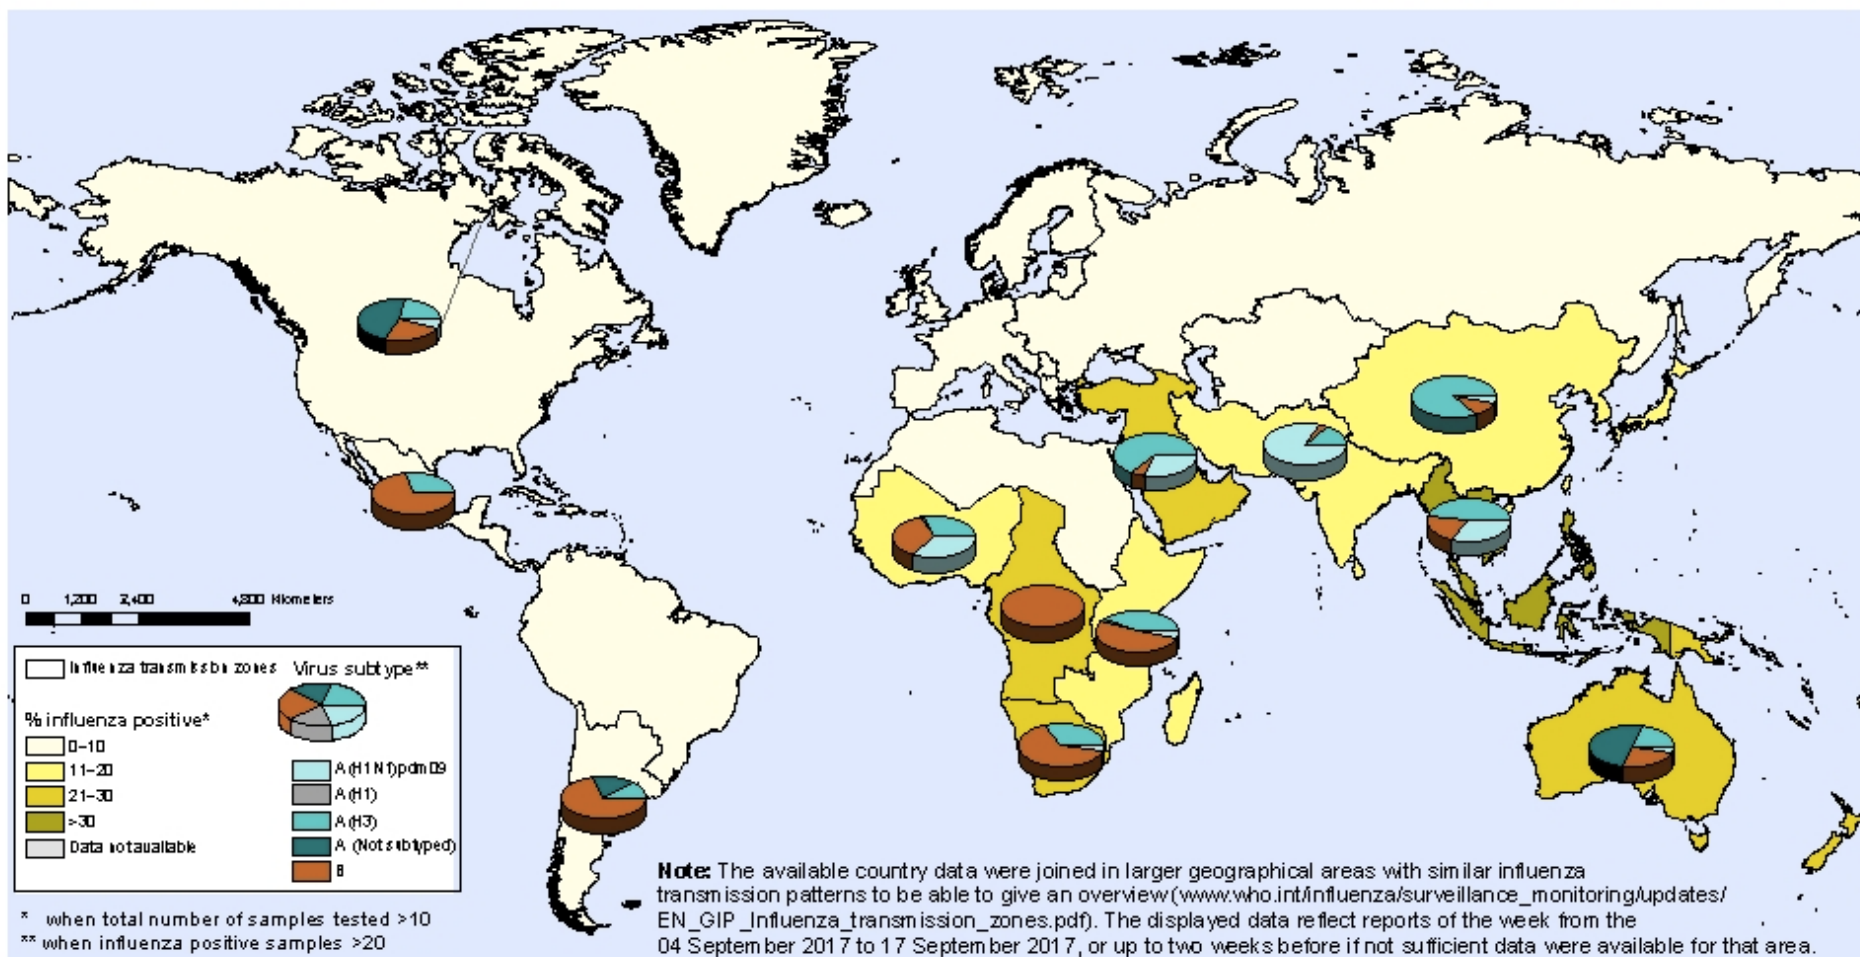 0 1,200 2,400 4,800 Kilometers
Influenza transmission zones
Virus subtype**
% influenza positive*
0-10
11-20
21-30
>30
Data not available
A(H1N1)pdm09
A(H1)
A(H3)
A (Not subtyped)
B
* when total number of samples tested >10
** when influenza positive samples >20
Note: The available country data were joined in larger geographical areas with similar influenza
transmission patterns to be able to give an overview (www.who.int/influenza/surveillance_monitoring/updates/
EN_GIP_Influenza_transmission_zones.pdf). The displayed data reflect reports of the week from the
04 September 2017 to 17 September 2017, or up to two weeks before if not sufficient data were available for that area.